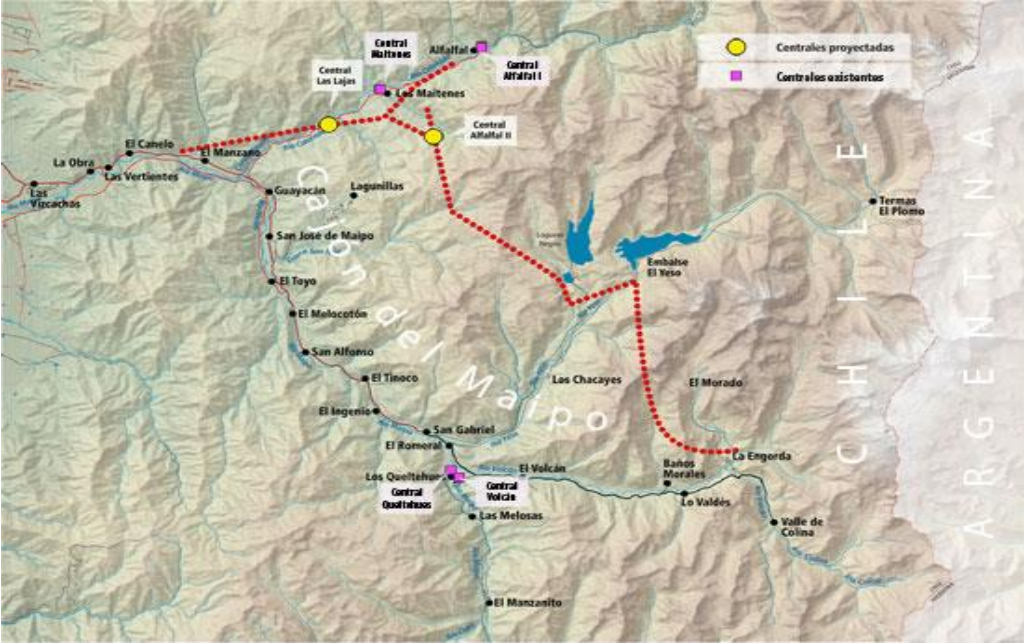 Central
Maitenes
Alfalfal
Central
Alfalfal I
Centrales proyectadas
Centrales existentes
Central
Las Lajas
Los Maitenes
Central
Alfalfal II
El Canelo
El Manzano
La Obra
Las Vertientes
Las
Vizcachas
Guayacán
Lagunillas
Termas
El Plomo
San José de Maipo
Laguna
Negra
Embalse
El Yeso
El Toyo
El Melocotón
San Alfonso
El Tinoco
Los Chacayes
El Morado
El Ingenio
San Gabriel
El Romeral
La Engorda
Los Queltehues
El Volcán
Baños
Morales
Central
Queltehues
Central
Volcán
Lo Valdés
Las Melosas
Valle de
Colina
El Manzanito
Cajón del Maipo
CHILE
ARGENTINA